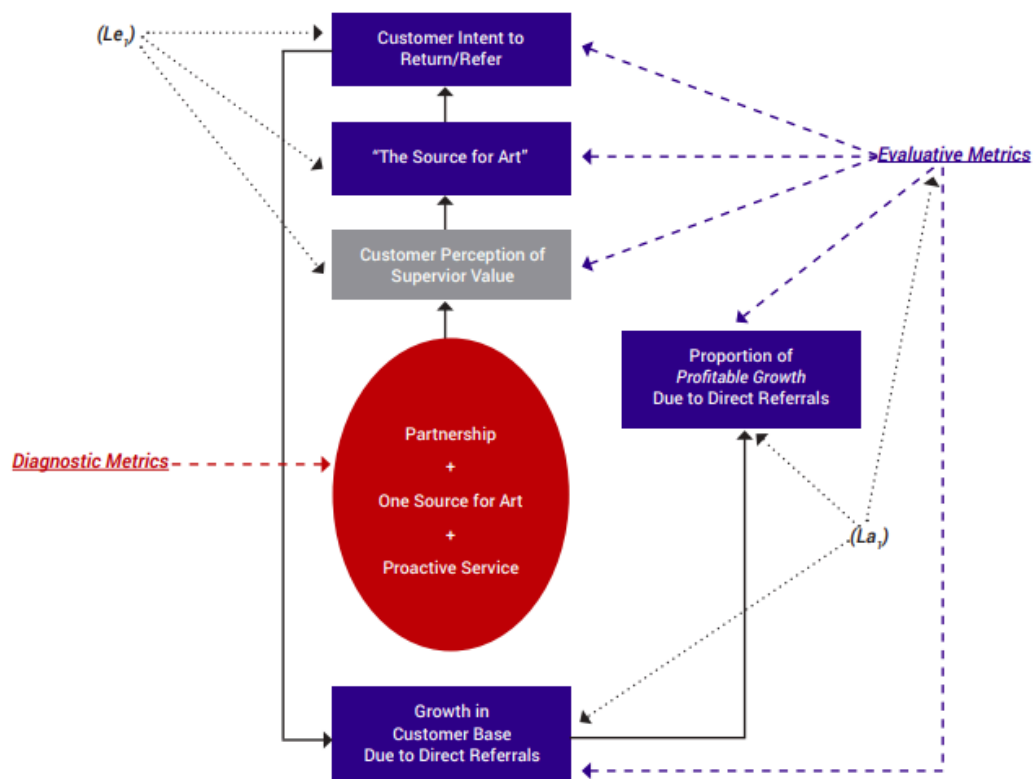 (Le₁)
Customer Intent to
Return/Refer
“The Source for Art”
Evaluative Metrics
Customer Perception of
Supervior Value
Proportion of
Profitable Growth
Due to Direct Referrals
Partnership
+
One Source for Art
+
Proactive Service
Diagnostic Metrics
(La₁)
Growth in
Customer Base
Due to Direct Referrals